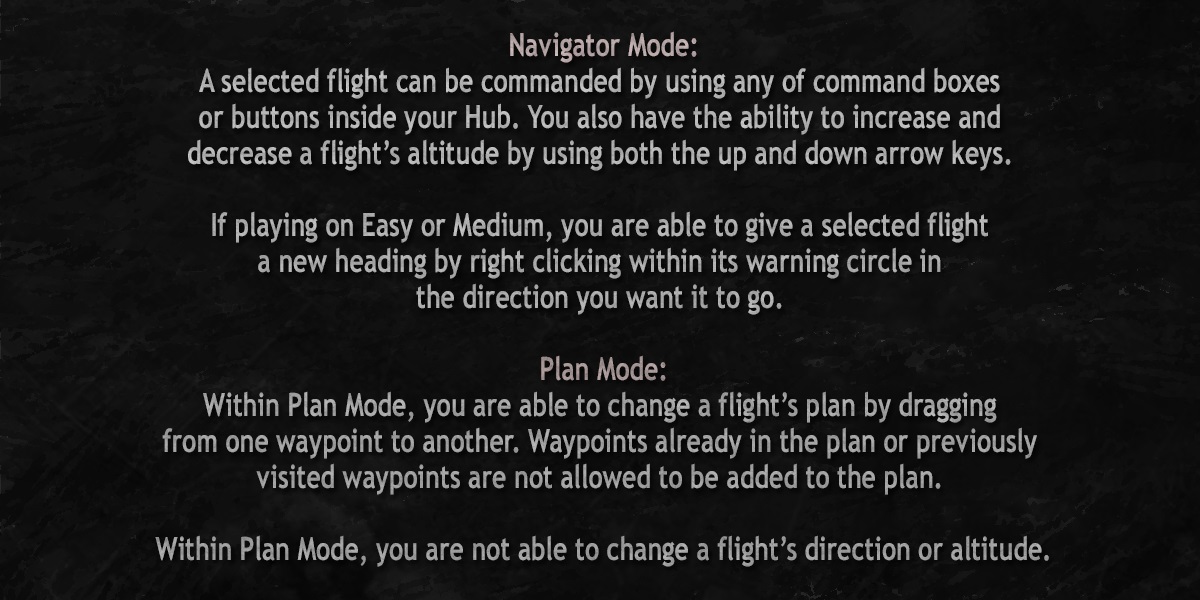 Navigator Mode:
A selected flight can be commanded by using any of command boxes
or buttons inside your Hub. You also have the ability to increase and
decrease a flight’s altitude by using both the up and down arrow keys.
If playing on Easy or Medium, you are able to give a selected flight
a new heading by right clicking within its warning circle in
the direction you want it to go.
Plan Mode:
Within Plan Mode, you are able to change a flight’s plan by dragging
from one waypoint to another. Waypoints already in the plan or previously
visited waypoints are not allowed to be added to the plan.
Within Plan Mode, you are not able to change a flight’s direction or altitude.